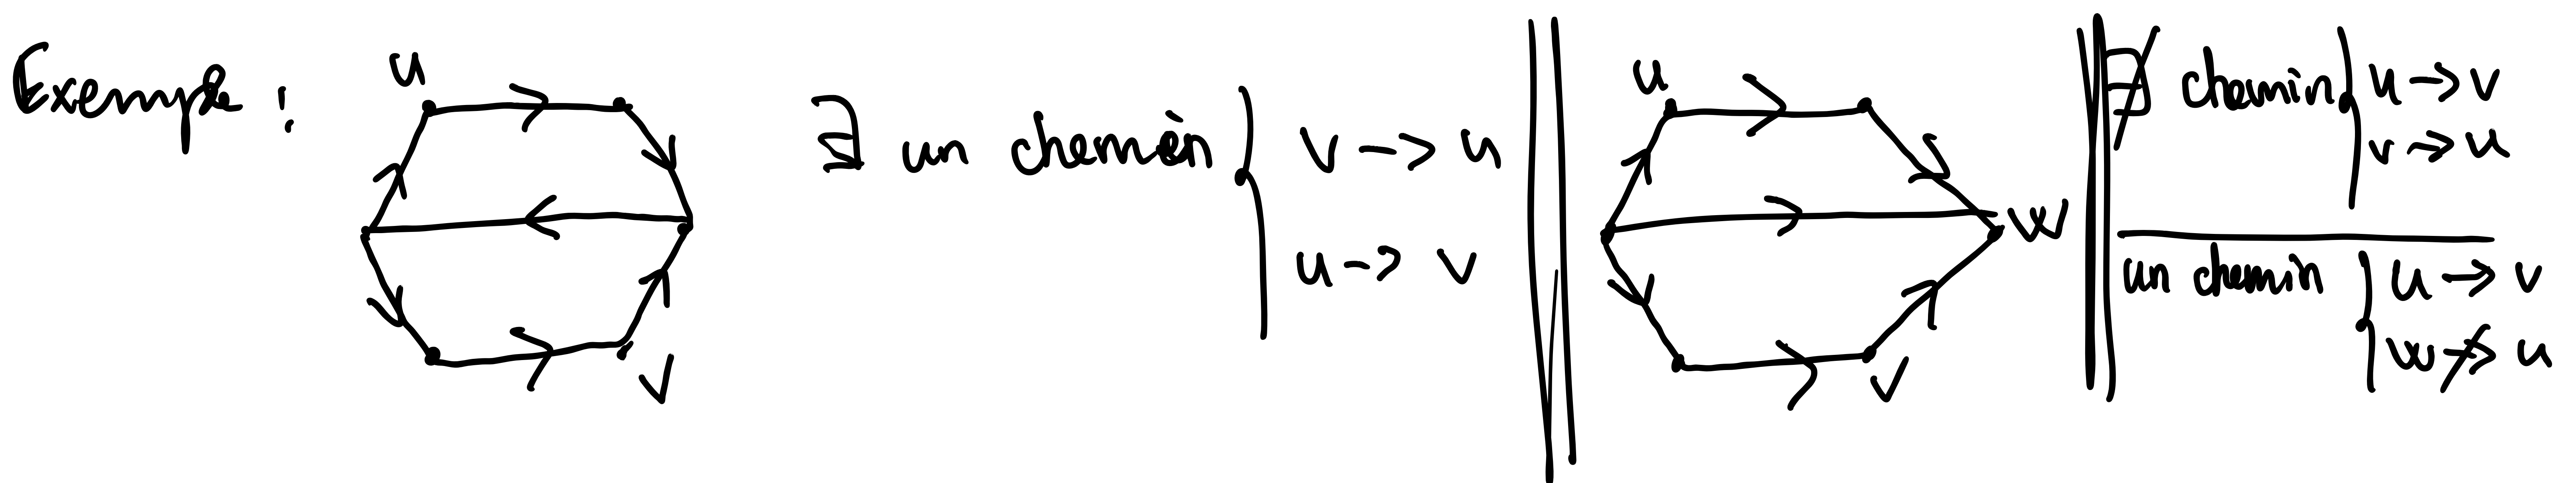 Exemple :
u
v
∃ un chemin { v → u
u → v
u
w
v
∄ chemin { u → v
v → u
un chemin { u → v
w ↛ u